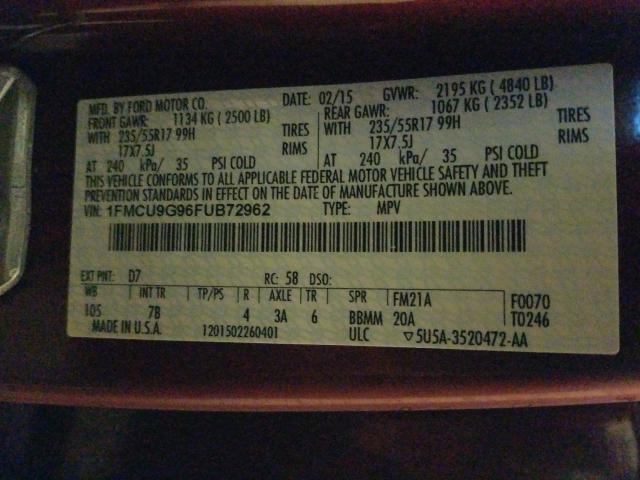 MFD. BY FORD MOTOR CO. DATE: 02/15 GVWR: 2195 KG ( 4840 LB)
FRONT GAWR: 1134 KG ( 2500 LB) REAR GAWR: 1067 KG ( 2352 LB)
WITH 235/55R17 99H TIRES WITH 235/55R17 99H TIRES
17X7.5J RIMS 17X7.5J RIMS
AT 240 kPa/ 35 PSI COLD AT 240 kPa/ 35 PSI COLD
THIS VEHICLE CONFORMS TO ALL APPLICABLE FEDERAL MOTOR VEHICLE SAFETY AND THEFT
PREVENTION STANDARDS IN EFFECT ON THE DATE OF MANUFACTURE SHOWN ABOVE.
VIN: 1FMCU9G96FUB72962 TYPE: MPV
EXT PNT: D7 RC: 58 DSO:
WB INT TR TP/PS R AXLE TR SPR FM21A F0070
105 7B 4 3A 6 BBMM 20A T0246
MADE IN U.S.A. 1201502260401 ULC ▽5U5A-3520472-AA